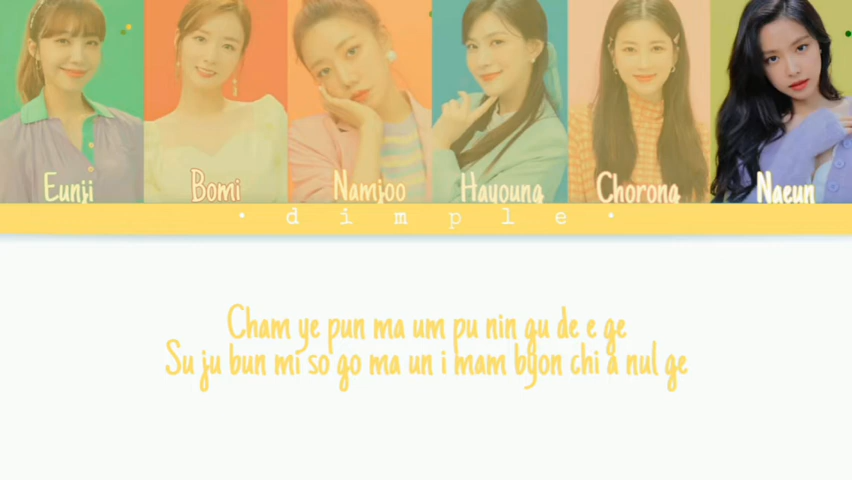 Eunji Bomi Namjoo Hayoung Chorong Naeun
• dimple •
Cham ye pun ma um pu nin gu de e ge
Su ju bun mi so go ma un i mam byon chi a nul ge